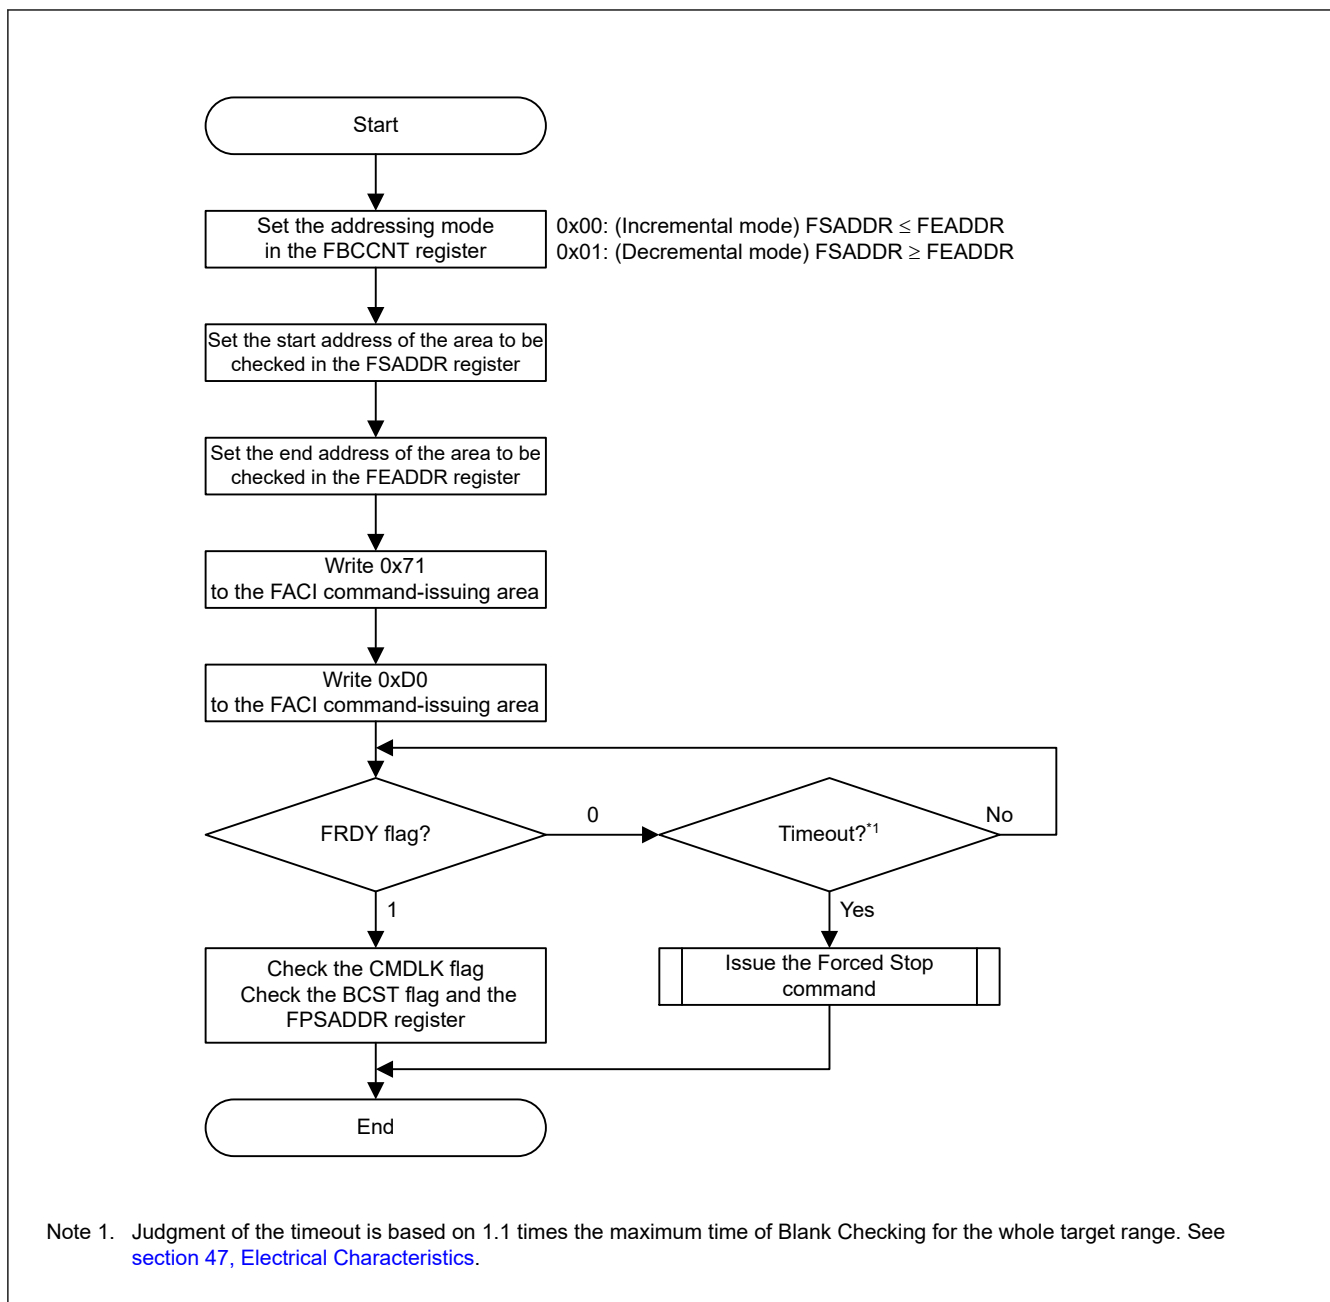 Start
Set the addressing mode
in the FBCCNT register
0x00: (Incremental mode) FSADDR ≤ FEADDR
0x01: (Decremental mode) FSADDR ≥ FEADDR
Set the start address of the area to be
checked in the FSADDR register
Set the end address of the area to be
checked in the FEADDR register
Write 0x71
to the FACI command-issuing area
Write 0xD0
to the FACI command-issuing area
FRDY flag?
0
Timeout?*1
No
1
Yes
Check the CMDLK flag
Check the BCST flag and the
FPSADDR register
Issue the Forced Stop
command
End
Note 1. Judgment of the timeout is based on 1.1 times the maximum time of Blank Checking for the whole target range. See
section 47, Electrical Characteristics.